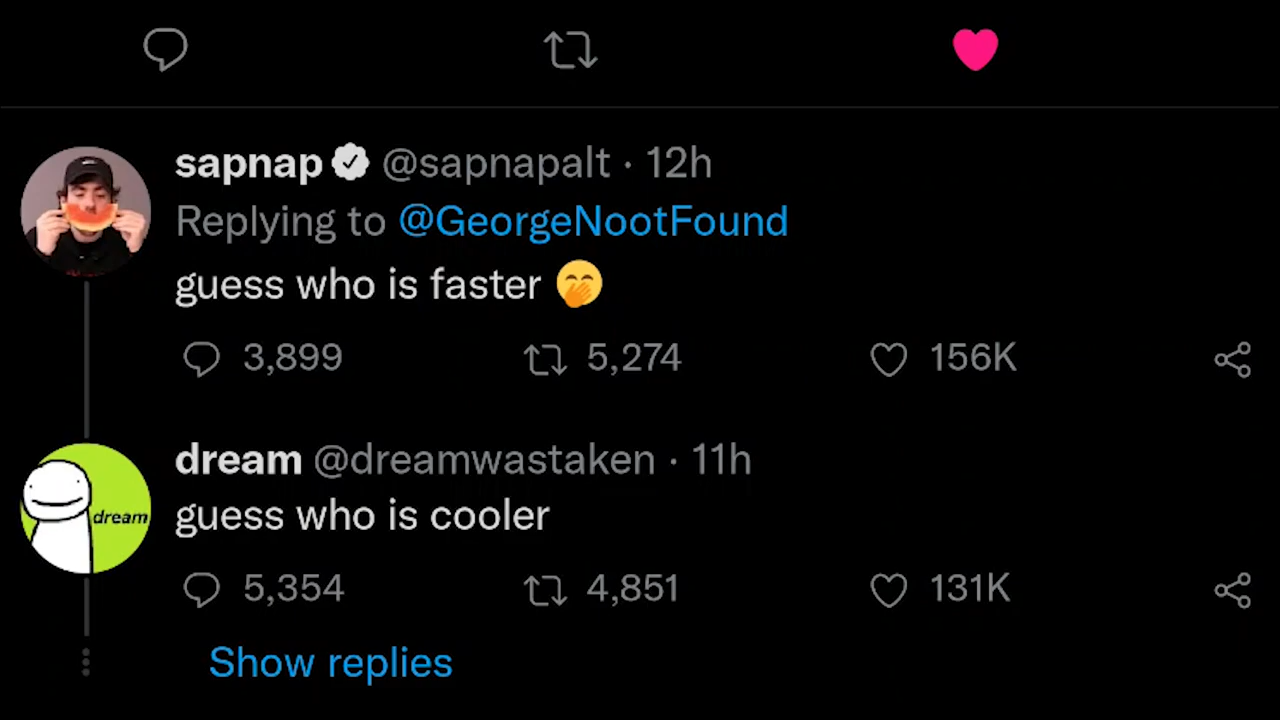 sapnap @sapnapalt · 12h
Replying to @GeorgeNootFound
guess who is faster 🤭
3,899 5,274 156K
dream @dreamwastaken · 11h
dream
guess who is cooler
5,354 4,851 131K
Show replies